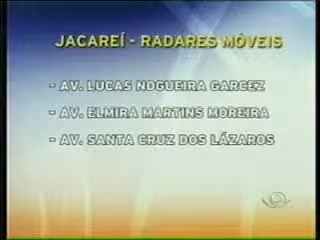 JACAREÍ - RADARES MÓVEIS
- AV. LUCAS NOGUEIRA GARCEZ
- AV. ELMIRA MARTINS MOREIRA
- AV. SANTA CRUZ DOS LÁZAROS